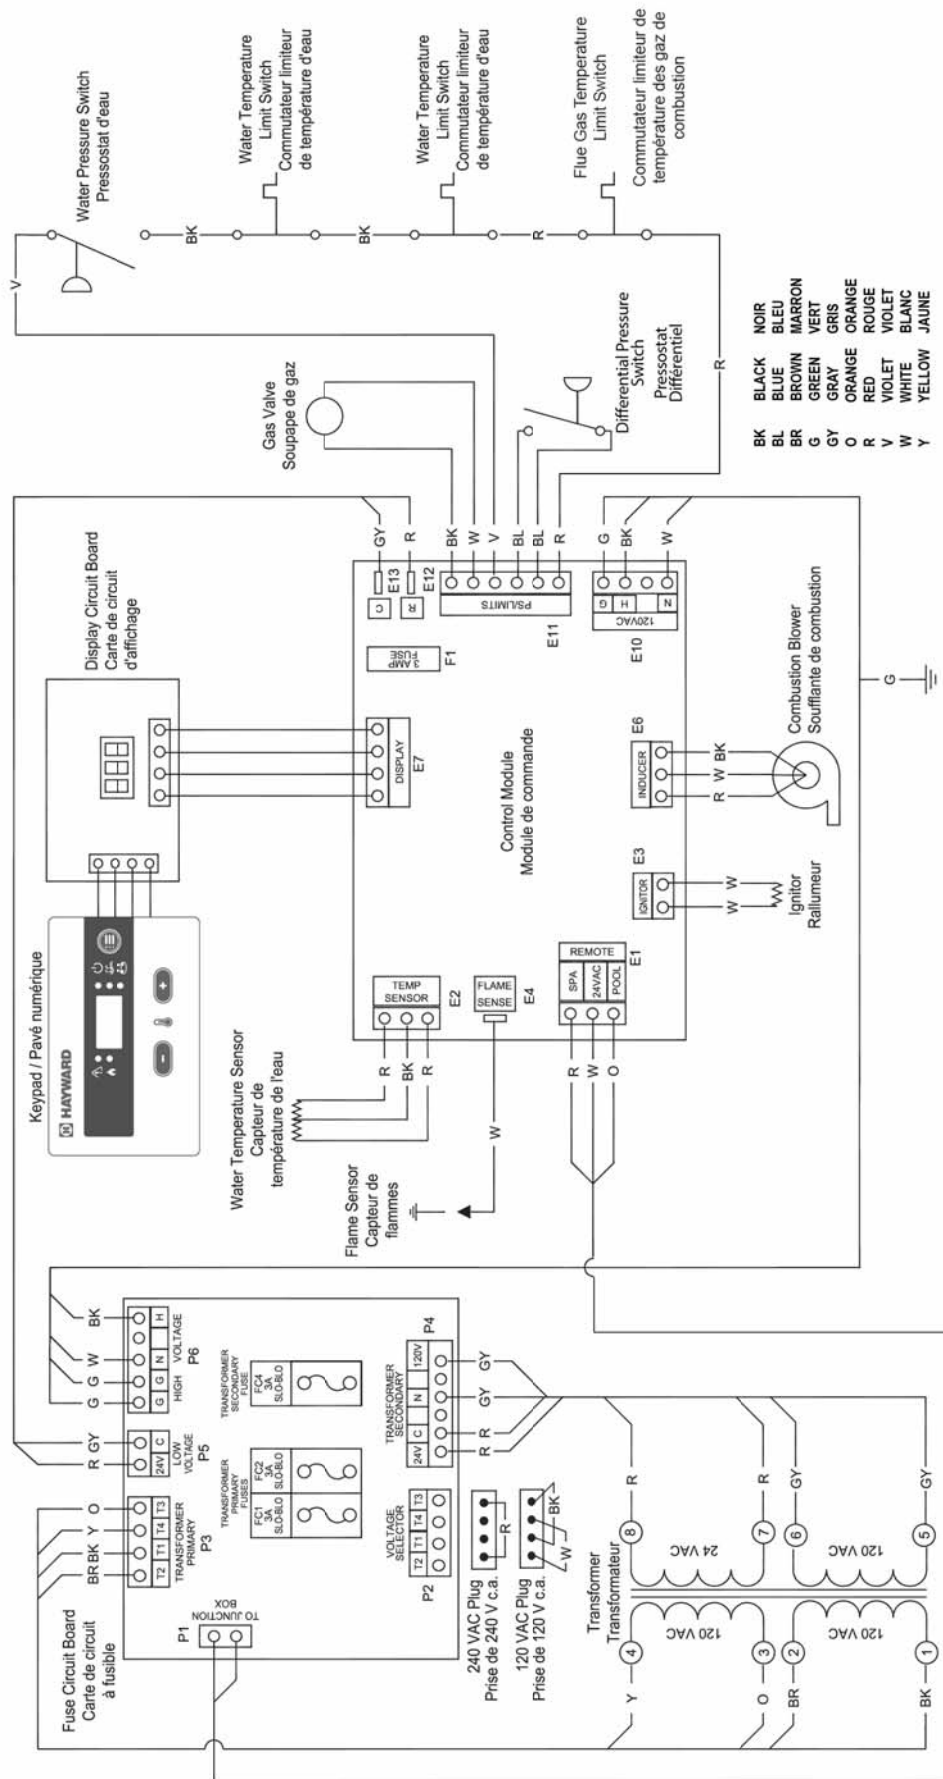 Keypad / Pavé numérique
HAYWARD
Display Circuit Board
Carte de circuit
d'affichage
Gas Valve
Soupape de gaz
Water Pressure Switch
Pressostat d'eau
Water Temperature
Limit Switch
Commutateur limiteur
de température d'eau
Water Temperature
Limit Switch
Commutateur limiteur
de température d'eau
Flue Gas Temperature
Limit Switch
Commutateur limiteur de
température des gaz de
combustion
V
BK
BK
R
R
Differential Pressure
Switch
Pressostat
Différentiel
BK BLACK NOIR
BL BLUE BLEU
BR BROWN MARRON
G GREEN VERT
GY GRAY GRIS
O ORANGE ORANGE
R RED ROUGE
V VIOLET VIOLET
W WHITE BLANC
Y YELLOW JAUNE
Fuse Circuit Board
Carte de circuit
à fusible
P1
TO JUNCTION
BOX
BR
BK
Y
O
T2 T1 T4 T3
TRANSFORMER
PRIMARY
P3
R
GY
24V C
LOW
VOLTAGE
P5
G
G
W
BK
G G N H
HIGH VOLTAGE
P6
TRANSFORMER
PRIMARY
FUSES
FC1
3A
SLO-BLO
FC2
3A
SLO-BLO
TRANSFORMER
SECONDARY
FUSE
FC4
3A
SLO-BLO
VOLTAGE
SELECTOR
T2 T1 T4 T3
P2
TRANSFORMER
SECONDARY
24V C N 120V
P4
R
R
GY
GY
240 VAC Plug
Prise de 240 V c.a.
R
120 VAC Plug
Prise de 120 V c.a.
W
BK
Transformer
Transformateur
4
3
2
1
8
7
6
5
120 VAC
120 VAC
24 VAC
120 VAC
Y
O
BR
BK
R
R
GY
GY
Water Temperature Sensor
Capteur de
température de l'eau
R
BK
R
TEMP
SENSOR
E2
Flame Sensor
Capteur de
flammes
W
FLAME
SENSE
E4
R
W
O
SPA
24VAC
POOL
REMOTE
E1
Control Module
Module de commande
DISPLAY
E7
3 AMP
FUSE
F1
C
R
E13
E12
GY
R
PS/LIMITS
E11
BK
W
V
BL
BL
R
G
H
N
120VAC
E10
G
BK
W
IGNITOR
E3
W
W
Ignitor
Rallumeur
INDUCER
E6
R
W
BK
Combustion Blower
Soufflante de combustion
G